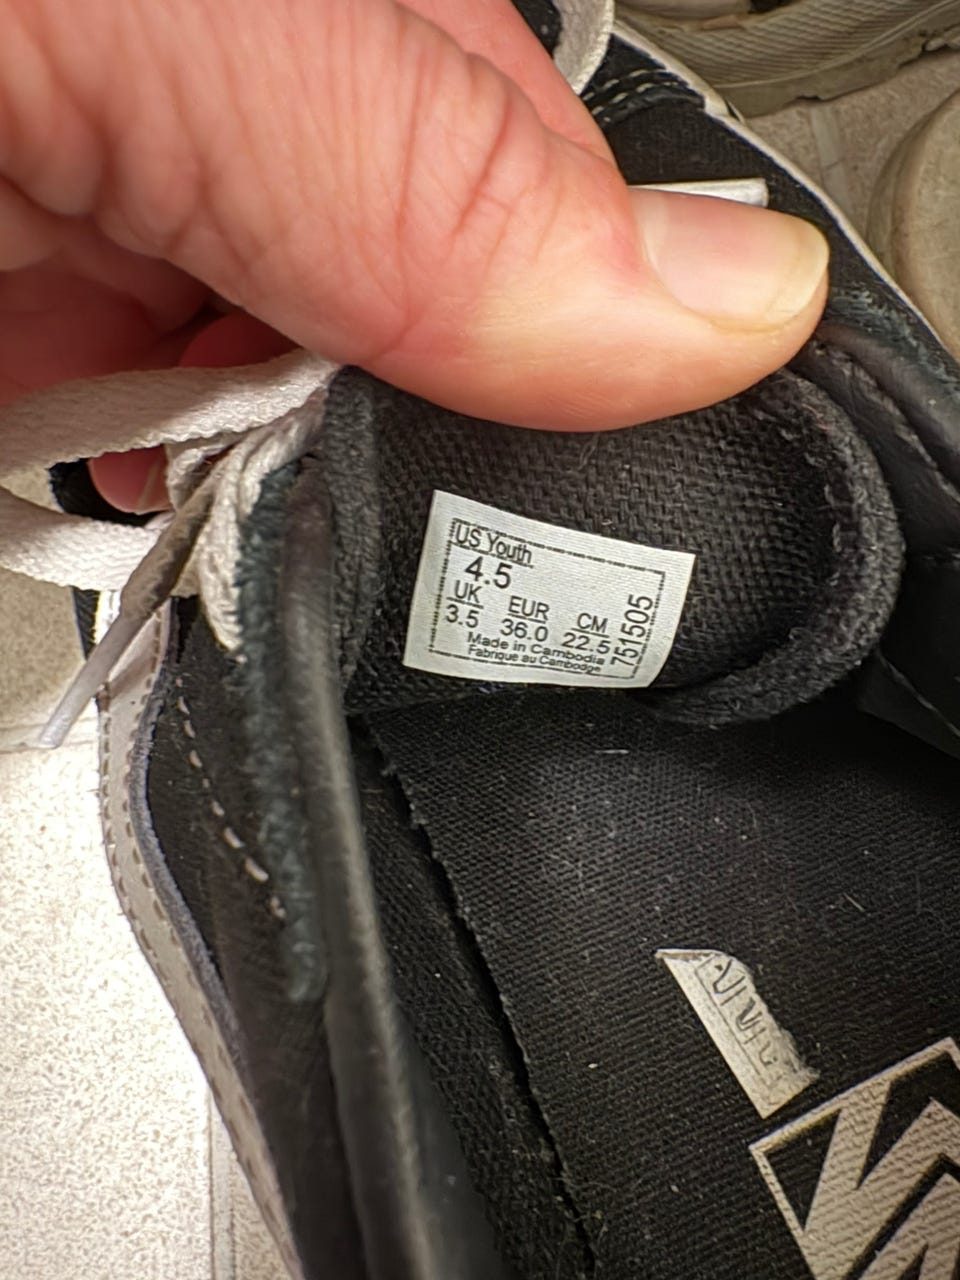 US Youth
4.5
UK EUR CM
3.5 36.0 22.5
Made in Cambodia
Fabrique au Cambodge
751505